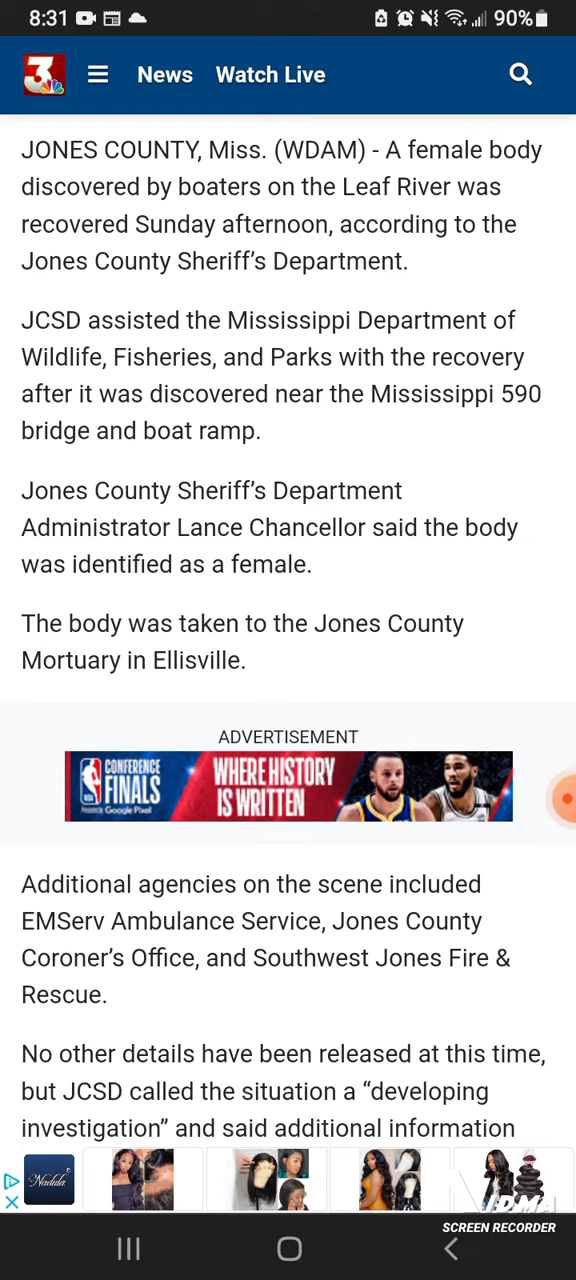 8:31
90%
3
News Watch Live
JONES COUNTY, Miss. (WDAM) - A female body
discovered by boaters on the Leaf River was
recovered Sunday afternoon, according to the
Jones County Sheriff’s Department.
JCSD assisted the Mississippi Department of
Wildlife, Fisheries, and Parks with the recovery
after it was discovered near the Mississippi 590
bridge and boat ramp.
Jones County Sheriff’s Department
Administrator Lance Chancellor said the body
was identified as a female.
The body was taken to the Jones County
Mortuary in Ellisville.
ADVERTISEMENT
NBA
CONFERENCE
FINALS
Presented by Google Pixel
WHERE HISTORY
IS WRITTEN
Additional agencies on the scene included
EMServ Ambulance Service, Jones County
Coroner’s Office, and Southwest Jones Fire &
Rescue.
No other details have been released at this time,
but JCSD called the situation a “developing
investigation” and said additional information
Nadula
SCREEN RECORDER